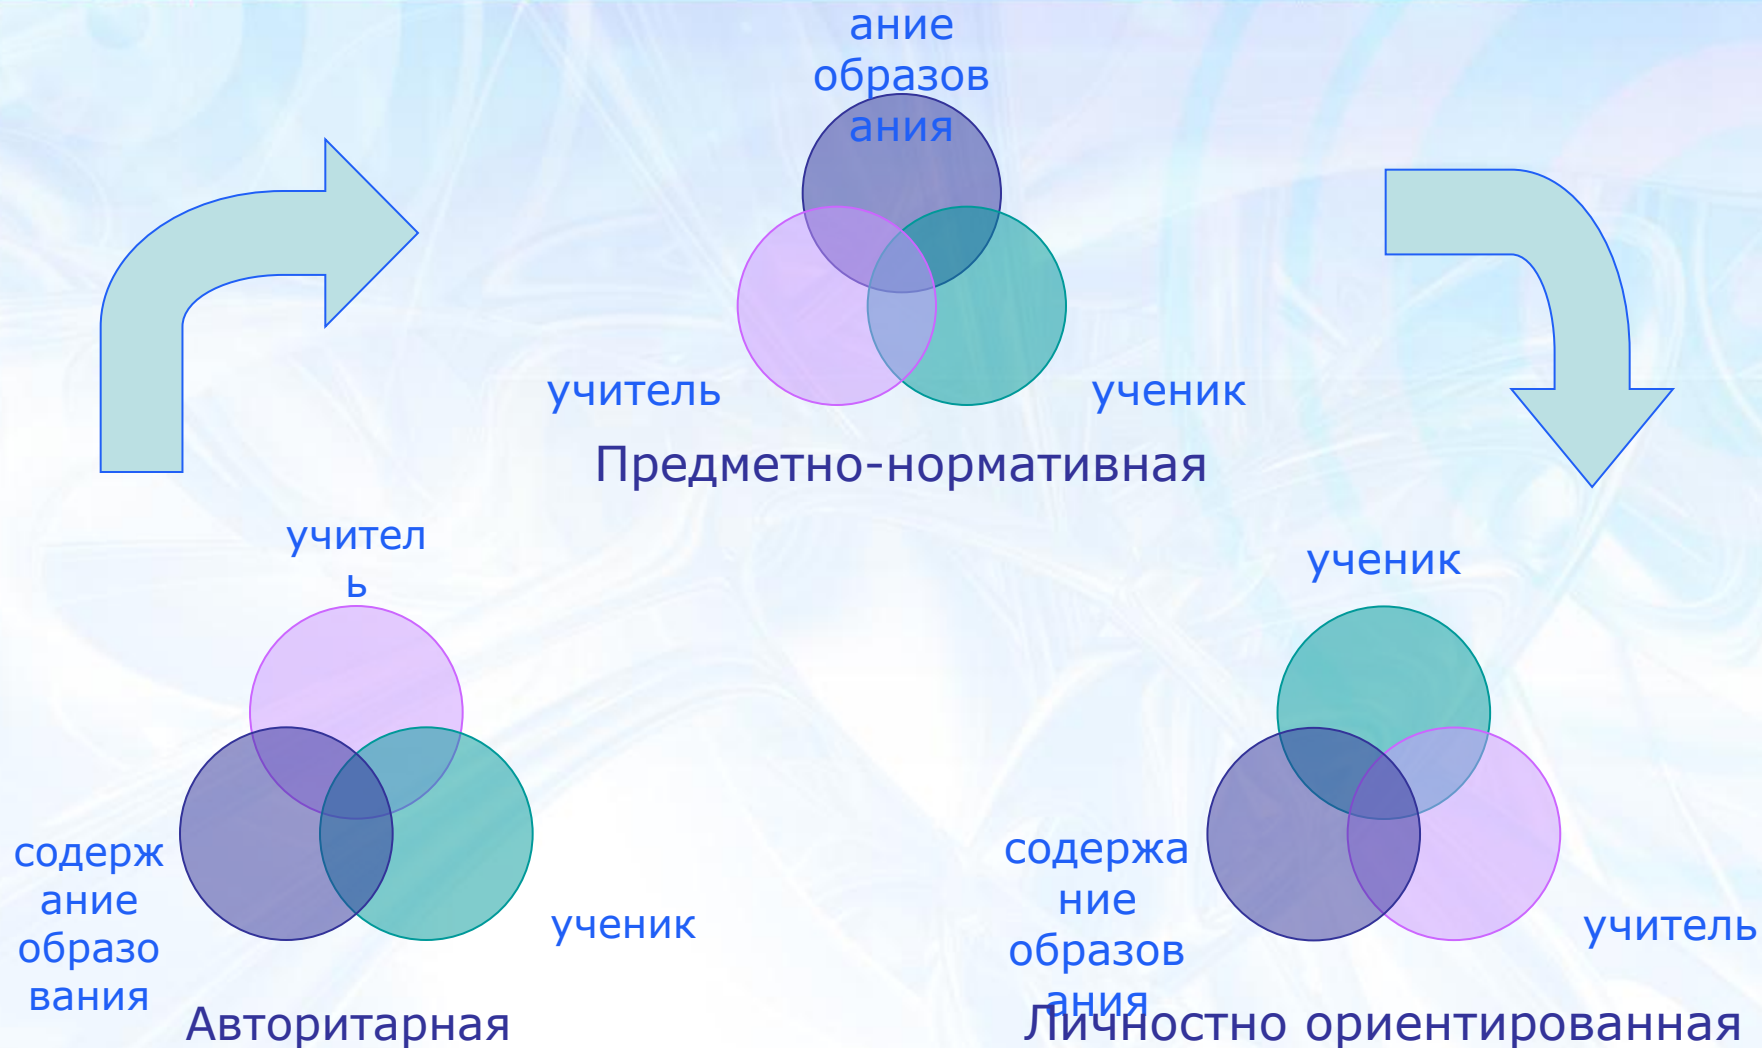 ание
образов
ания
учитель
ученик
Предметно-нормативная
учител
ь
содерж
ание
образо
вания
ученик
Авторитарная
ученик
содержа
ние
образов
ания
учитель
Личностно ориентированная